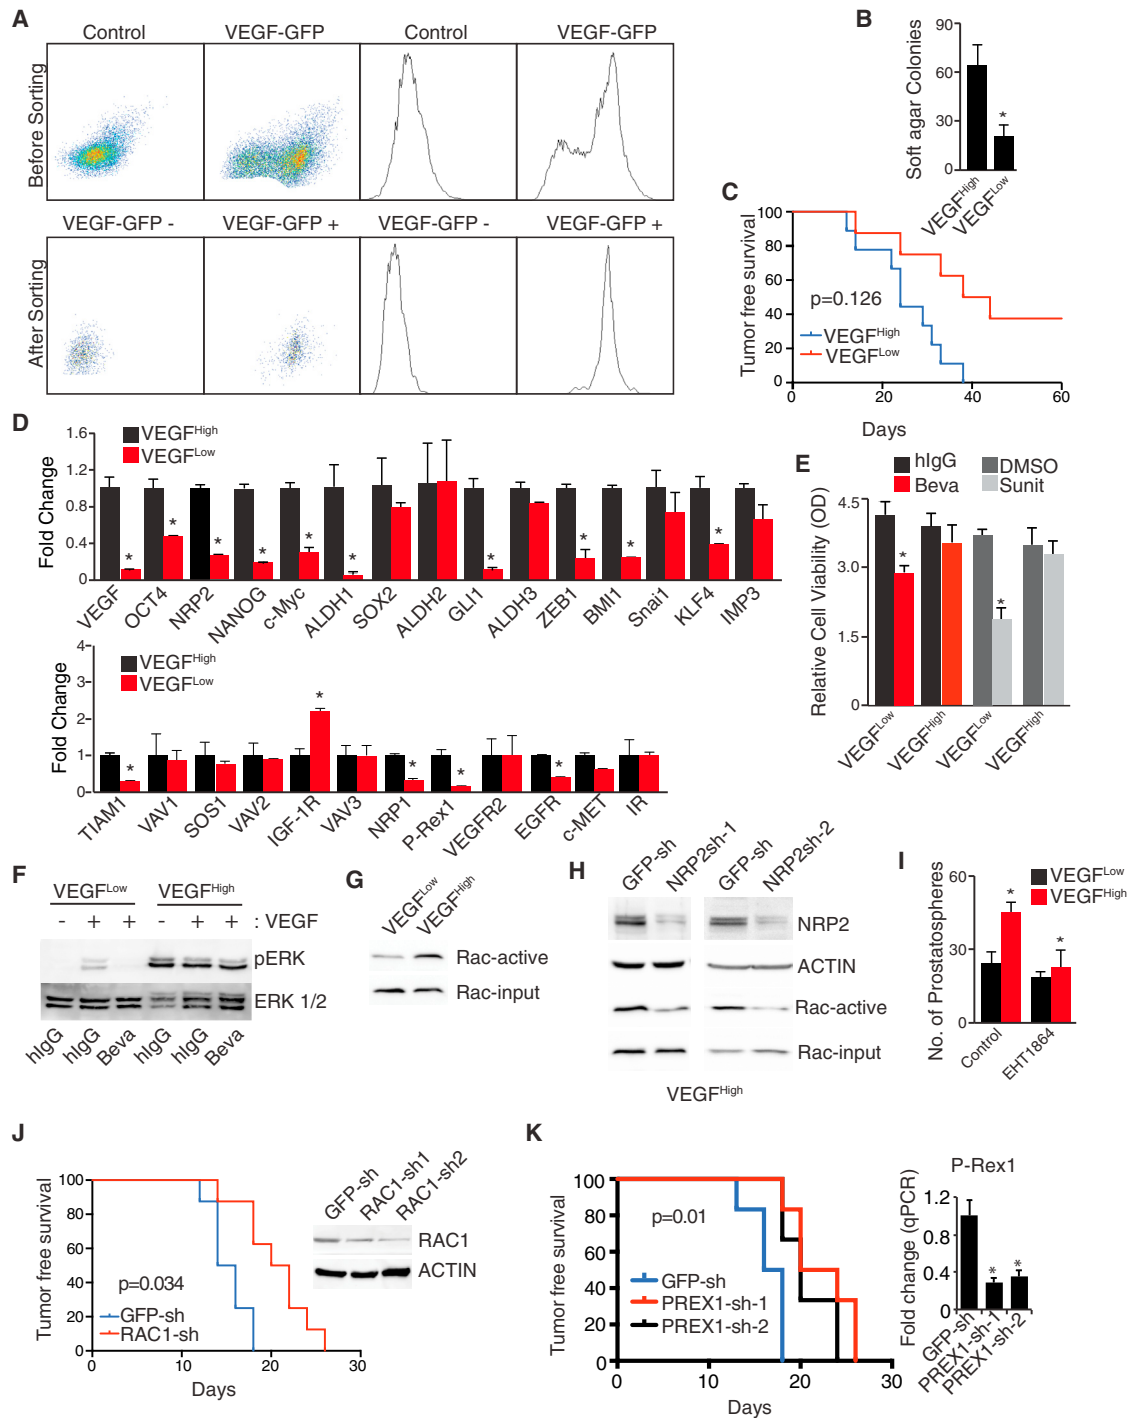 A
Control
VEGF-GFP
Control
VEGF-GFP
Before Sorting
VEGF-GFP -
VEGF-GFP +
VEGF-GFP -
VEGF-GFP +
After Sorting
B
Soft agar Colonies
90
60
30
0
VEGFHigh
VEGFLow
*
C
Tumor free survival
100
80
60
40
20
0
p=0.126
VEGFHigh
VEGFLow
0
20
40
60
Days
D
Fold Change
1.6
1.2
0.8
0.4
0
VEGFHigh
VEGFLow
* * * * * * * * * *
VEGF
OCT4
NRP2
NANOG
c-Myc
ALDH1
SOX2
ALDH2
GLI1
ALDH3
ZEB1
BMI1
Snai1
KLF4
IMP3
Fold Change
4
3
2
1
0
VEGFHigh
VEGFLow
* * * * *
TIAM1
VAV1
SOS1
VAV2
IGF-1R
VAV3
NRP1
P-Rex1
VEGFR2
EGFR
c-MET
IR
E
hIgG
Beva
DMSO
Sunit
Relative Cell Viability (OD)
4.5
3.0
1.5
0
* *
VEGFLow
VEGFHigh
VEGFLow
VEGFHigh
F
VEGFLow
VEGFHigh
- + + - + + : VEGF
pERK
ERK 1/2
hIgG
hIgG
Beva
hIgG
hIgG
Beva
G
VEGFLow
VEGFHigh
Rac-active
Rac-input
H
GFP-sh
NRP2sh-1
GFP-sh
NRP2sh-2
NRP2
ACTIN
Rac-active
Rac-input
VEGFHigh
I
No. of Prostatospheres
60
30
0
VEGFLow
VEGFHigh
* *
Control
EHT1864
J
Tumor free survival
100
80
60
40
20
0
p=0.034
GFP-sh
RAC1-sh
0
10
20
30
Days
GFP-sh
RAC1-sh1
RAC1-sh2
RAC1
ACTIN
K
Tumor free survival
100
80
60
40
20
0
p=0.01
GFP-sh
PREX1-sh-1
PREX1-sh-2
0
10
20
30
Days
P-Rex1
Fold change (qPCR)
1.2
0.8
0.4
0
* *
GFP-sh
PREX1-sh-1
PREX1-sh-2